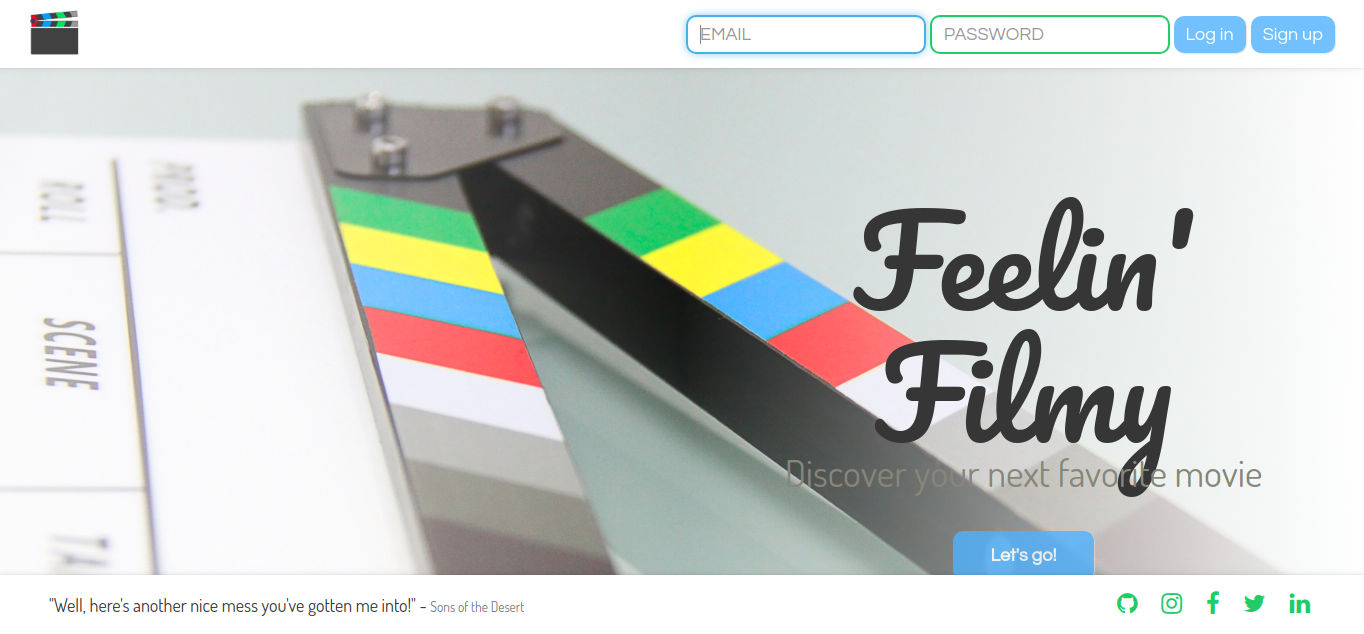 EMAIL PASSWORD Log in Sign up
ROLL
PROD.
SCENE
TA
Feelin'
Filmy
Discover your next favorite movie
Let's go!
"Well, here's another nice mess you've gotten me into!" - Sons of the Desert